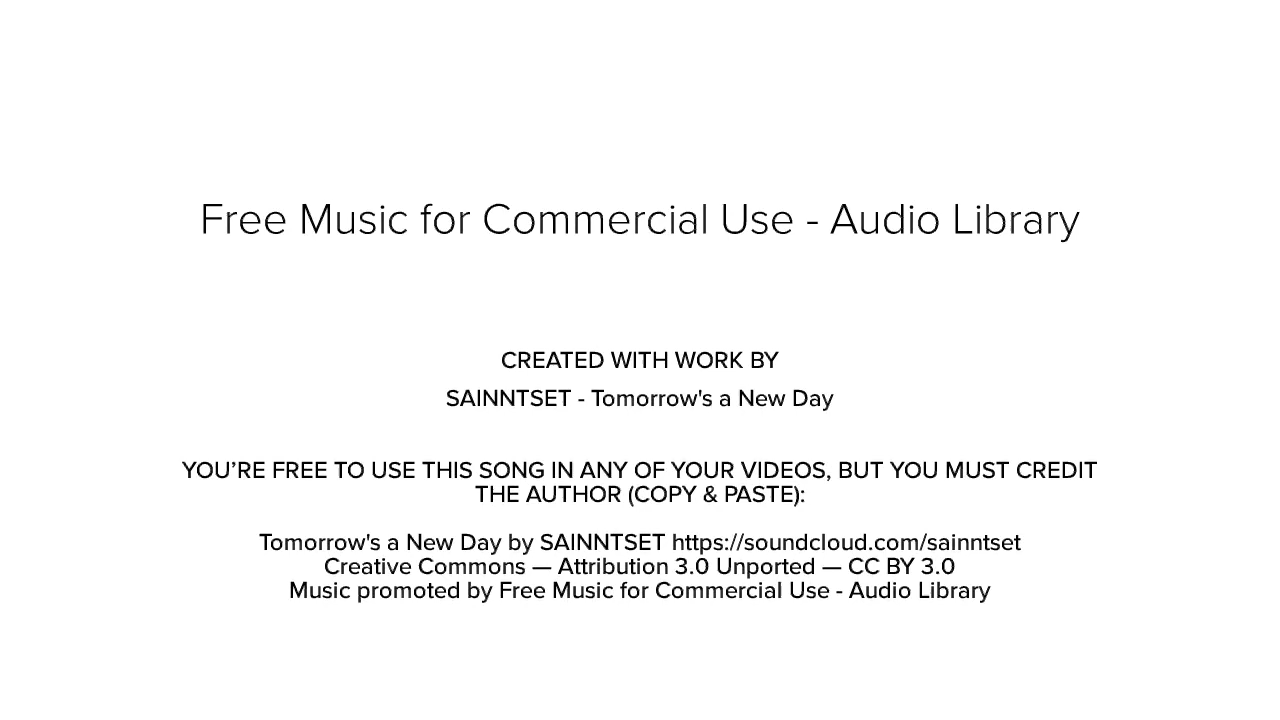 Free Music for Commercial Use - Audio Library
CREATED WITH WORK BY
SAINNTSET - Tomorrow's a New Day
YOU’RE FREE TO USE THIS SONG IN ANY OF YOUR VIDEOS, BUT YOU MUST CREDIT
THE AUTHOR (COPY & PASTE):
Tomorrow's a New Day by SAINNTSET https://soundcloud.com/sainntset
Creative Commons — Attribution 3.0 Unported — CC BY 3.0
Music promoted by Free Music for Commercial Use - Audio Library